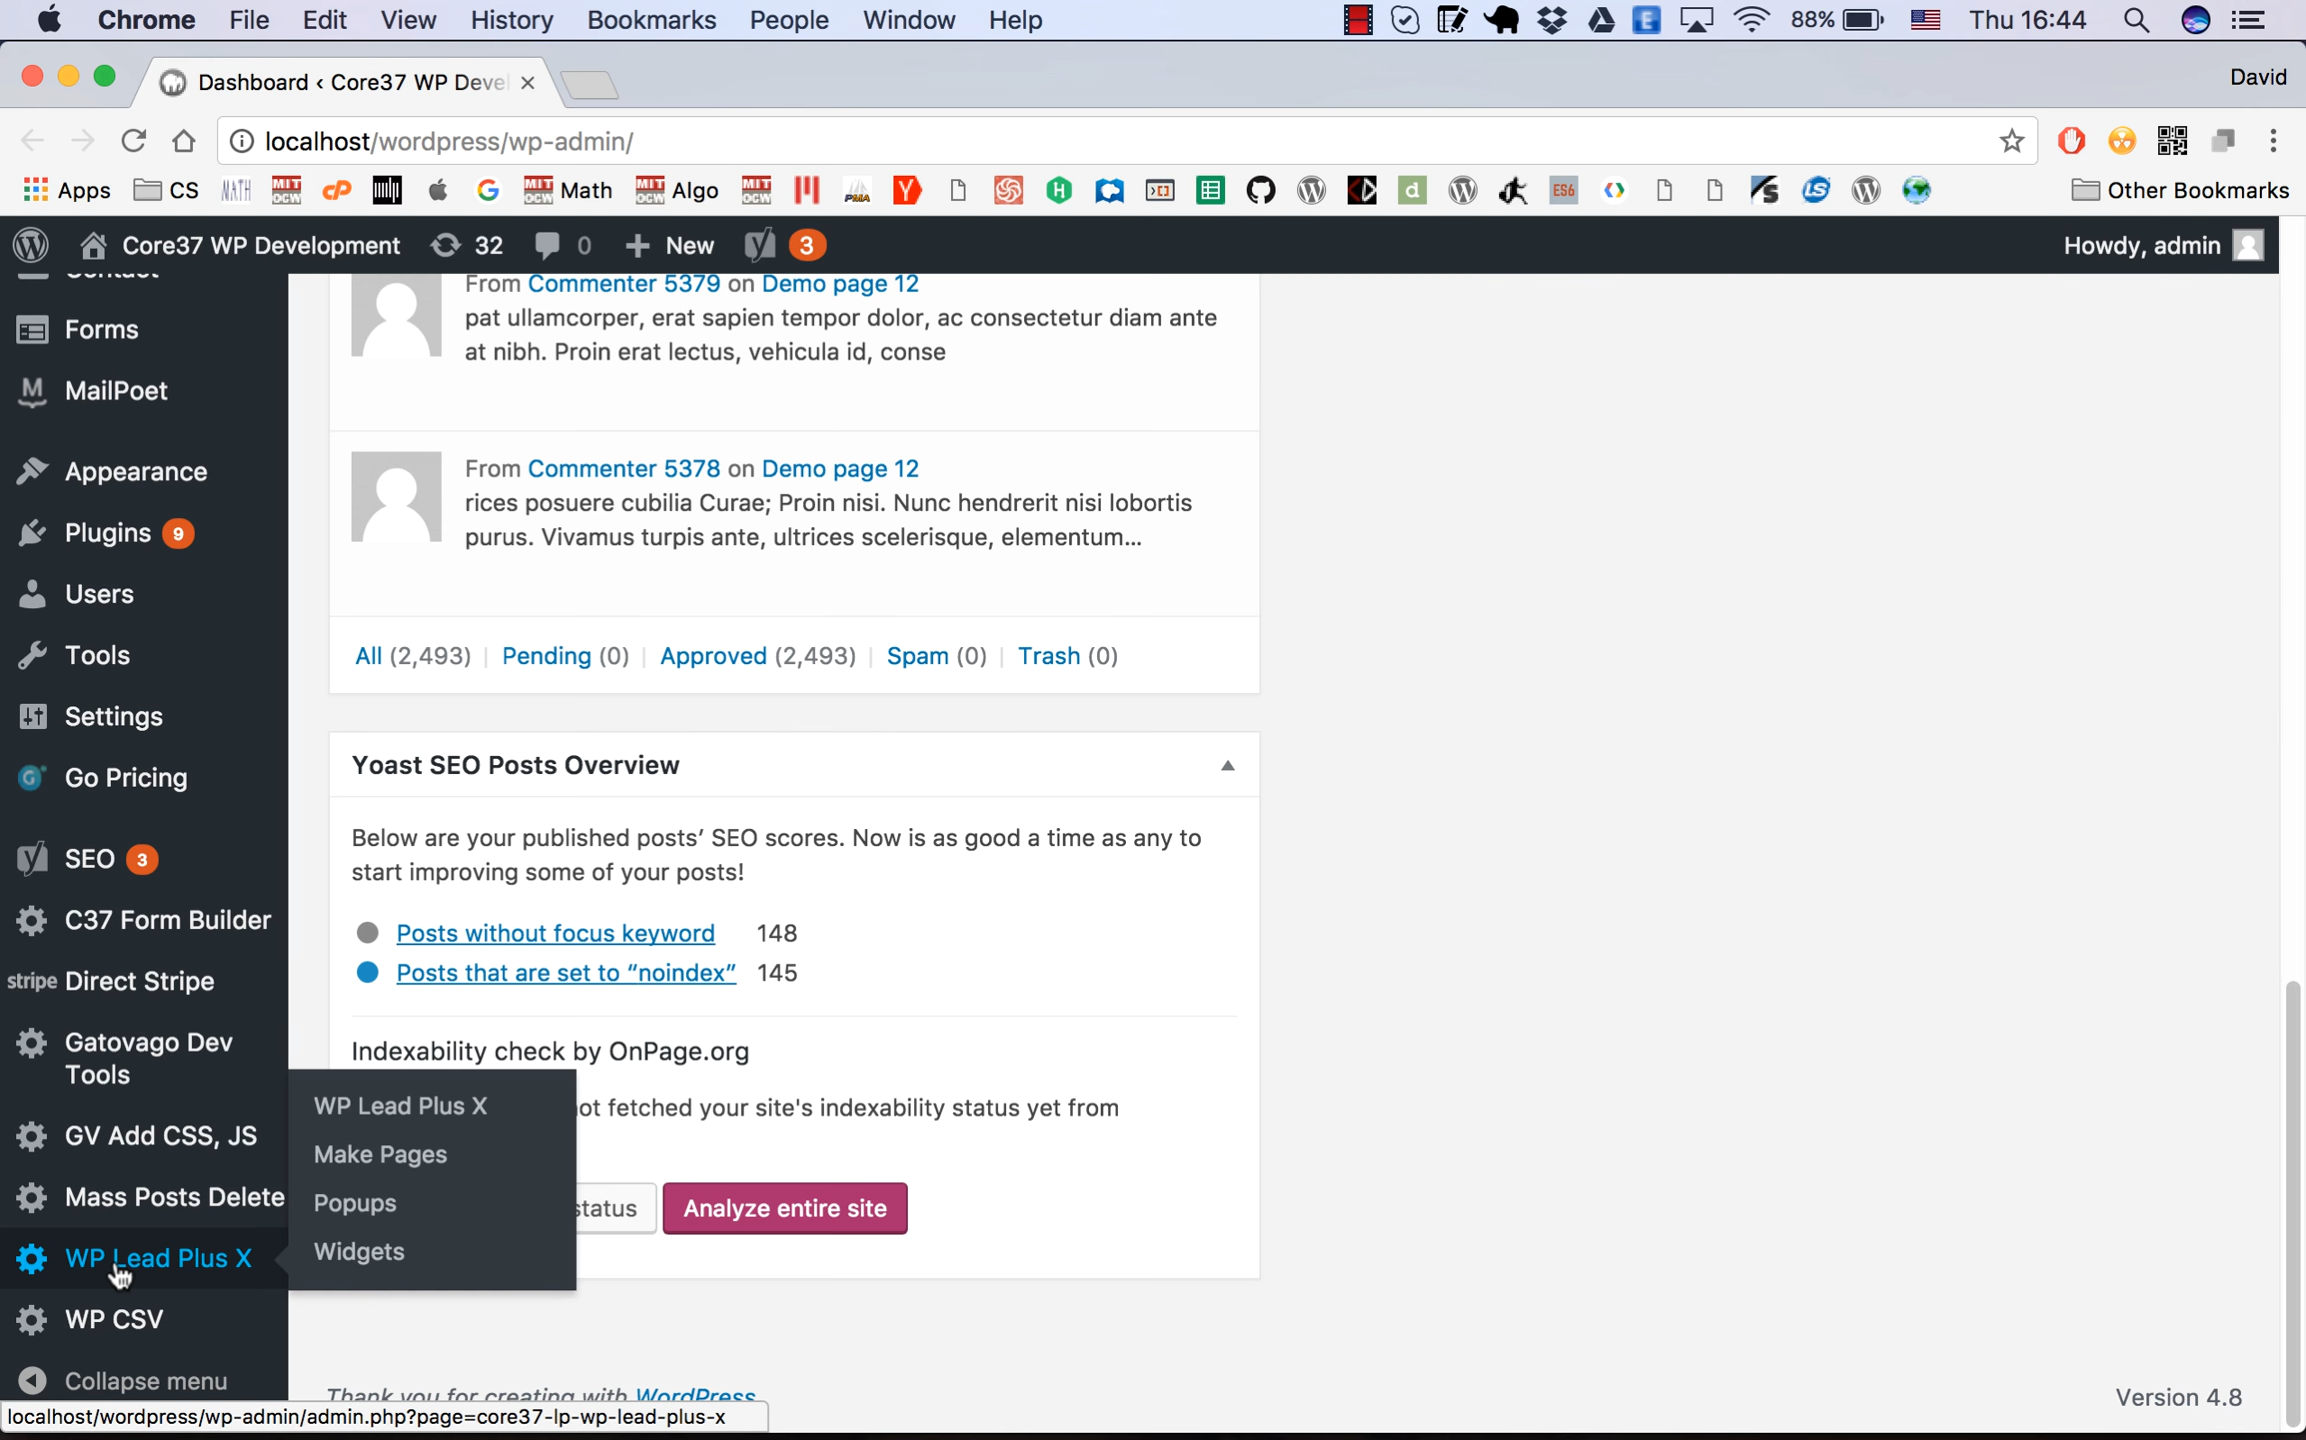 Chrome File Edit View History Bookmarks People Window Help 88% Thu 16:44
Dashboard ‹ Core37 WP Deve David
localhost/wordpress/wp-admin/
Apps CS Math Algo Other Bookmarks
Core37 WP Development 32 0 New 3 Howdy, admin
Contact
Forms
MailPoet
Appearance
Plugins 9
Users
Tools
Settings
Go Pricing
SEO 3
C37 Form Builder
stripe Direct Stripe
Gatovago Dev
Tools
GV Add CSS, JS
Mass Posts Delete
WP Lead Plus X
WP CSV
Collapse menu
WP Lead Plus X
Make Pages
Popups
Widgets
From Commenter 5379 on Demo page 12
pat ullamcorper, erat sapien tempor dolor, ac consectetur diam ante
at nibh. Proin erat lectus, vehicula id, conse
From Commenter 5378 on Demo page 12
rices posuere cubilia Curae; Proin nisi. Nunc hendrerit nisi lobortis
purus. Vivamus turpis ante, ultrices scelerisque, elementum...
All (2,493) | Pending (0) | Approved (2,493) | Spam (0) | Trash (0)
Yoast SEO Posts Overview
Below are your published posts’ SEO scores. Now is as good a time as any to
start improving some of your posts!
Posts without focus keyword 148
Posts that are set to “noindex” 145
Indexability check by OnPage.org
ot fetched your site's indexability status yet from
status Analyze entire site
Thank you for creating with WordPress
Version 4.8
localhost/wordpress/wp-admin/admin.php?page=core37-lp-wp-lead-plus-x